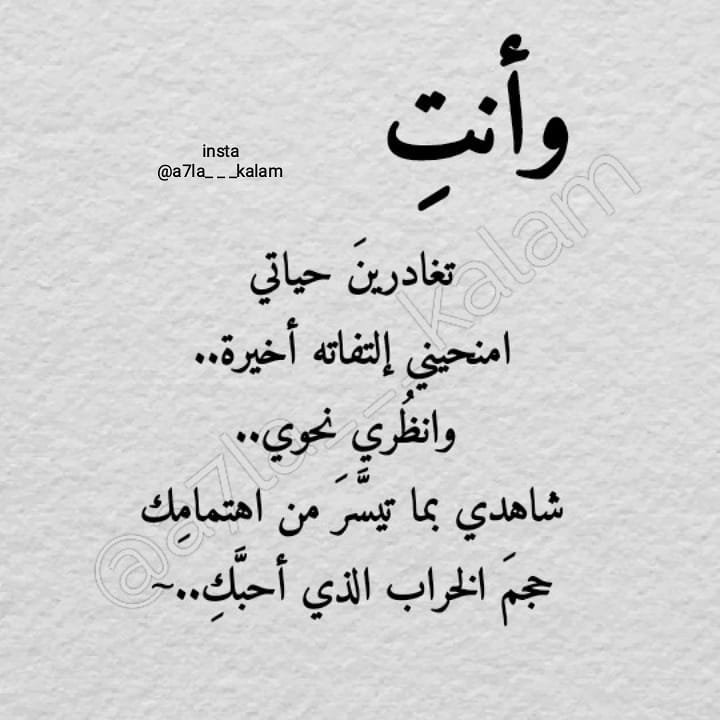 وأنتِ
insta
@a7la_ _ _kalam
تغادرينَ حياتي
امنحيني إلتفاته أخيرة..
وانظُري نحوي..
شاهدي بما تيسَّرَ من اهتمامِك
حجمَ الخراب الذي أحبَّكِ..~
@a7la_ _ _kalam